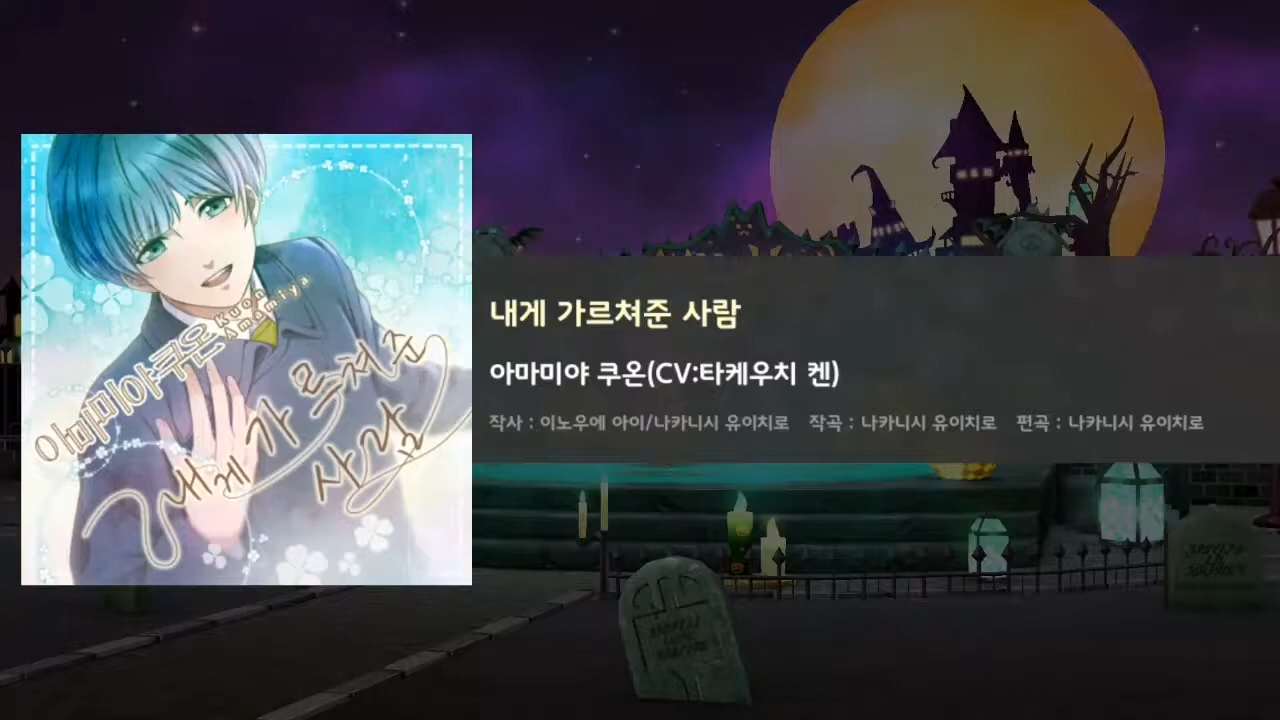 아마미야 쿠온
Kuon
Amamiya
내게 가르쳐준
사람
내게 가르쳐준 사람
아마미야 쿠온(CV:타케우치 켄)
작사 : 이노우에 아이/나카니시 유이치로 작곡 : 나카니시 유이치로 편곡 : 나카니시 유이치로